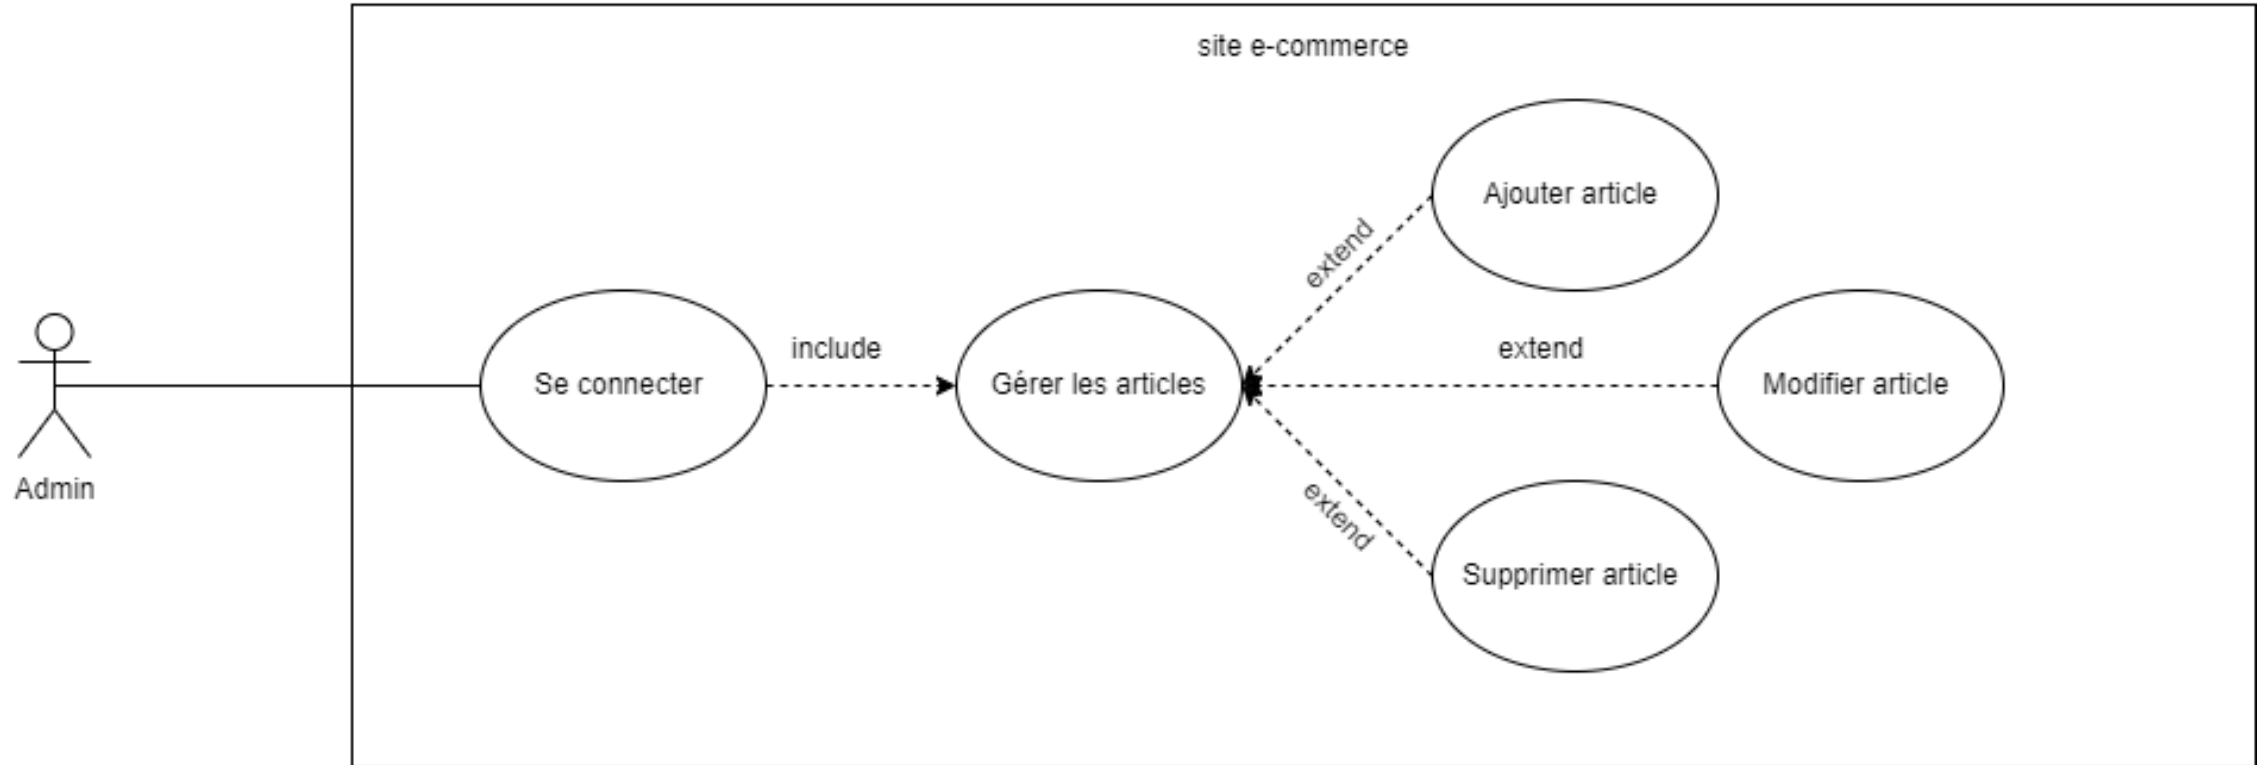 site e-commerce
Ajouter article
extend
include
extend
Se connecter
Gérer les articles
Modifier article
Admin
extend
Supprimer article